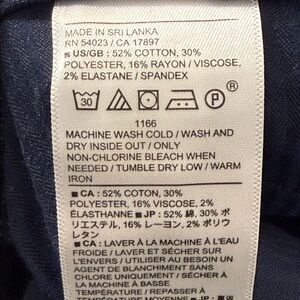 MADE IN SRI LANKA
RN 54023 / CA 17897
■ US/GB : 52% COTTON, 30%
POLYESTER, 16% RAYON / VISCOSE,
2% ELASTANE / SPANDEX
30 P ®
1166
MACHINE WASH COLD / WASH AND
DRY INSIDE OUT / ONLY
NON-CHLORINE BLEACH WHEN
NEEDED / TUMBLE DRY LOW / WARM
IRON
■ CA : 52% COTON, 30%
POLYESTER, 16% VISCOSE, 2%
ÉLASTHANNE ■ JP : 52% 綿, 30% ポ
リエステル, 16% レーヨン, 2% ポリウ
レタン
■ CA : LAVER À LA MACHINE À L'EAU
FROIDE / LAVER ET SÉCHER SUR
L'ENVERS / UTILISER AU BESOIN UN
AGENT DE BLANCHIMENT SANS
CHLORE UNIQUEMENT / SÉCHER À
LA MACHINE À BASSE
TEMPÉRATURE / REPASSER À
TEMPÉRATURE MOYENNE ■ JP :